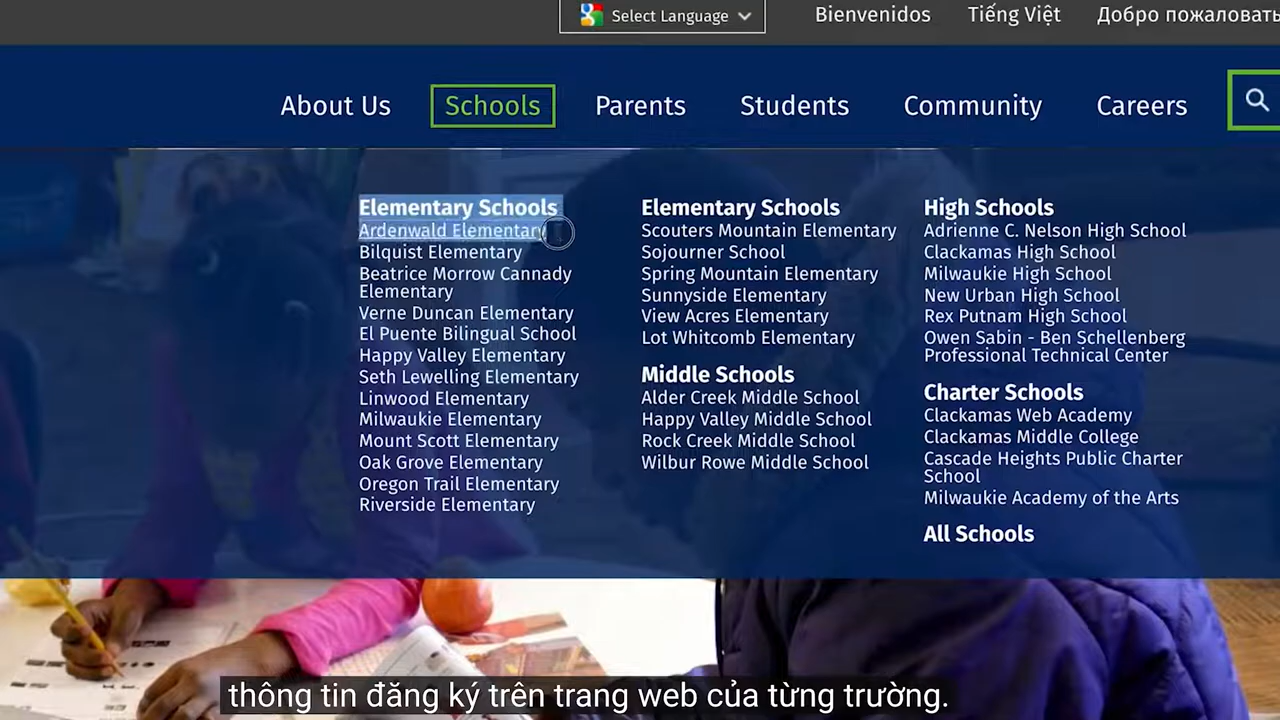 Select Language
Bienvenidos
Tiếng Việt
Добро пожаловать
About Us
Schools
Parents
Students
Community
Careers
Elementary Schools
Ardenwald Elementary
Bilquist Elementary
Beatrice Morrow Cannady
Elementary
Verne Duncan Elementary
El Puente Bilingual School
Happy Valley Elementary
Seth Lewelling Elementary
Linwood Elementary
Milwaukie Elementary
Mount Scott Elementary
Oak Grove Elementary
Oregon Trail Elementary
Riverside Elementary
Elementary Schools
Scouters Mountain Elementary
Sojourner School
Spring Mountain Elementary
Sunnyside Elementary
View Acres Elementary
Lot Whitcomb Elementary
Middle Schools
Alder Creek Middle School
Happy Valley Middle School
Rock Creek Middle School
Wilbur Rowe Middle School
High Schools
Adrienne C. Nelson High School
Clackamas High School
Milwaukie High School
New Urban High School
Rex Putnam High School
Owen Sabin - Ben Schellenberg
Professional Technical Center
Charter Schools
Clackamas Web Academy
Clackamas Middle College
Cascade Heights Public Charter
School
Milwaukie Academy of the Arts
All Schools
thông tin đăng ký trên trang web của từng trường.